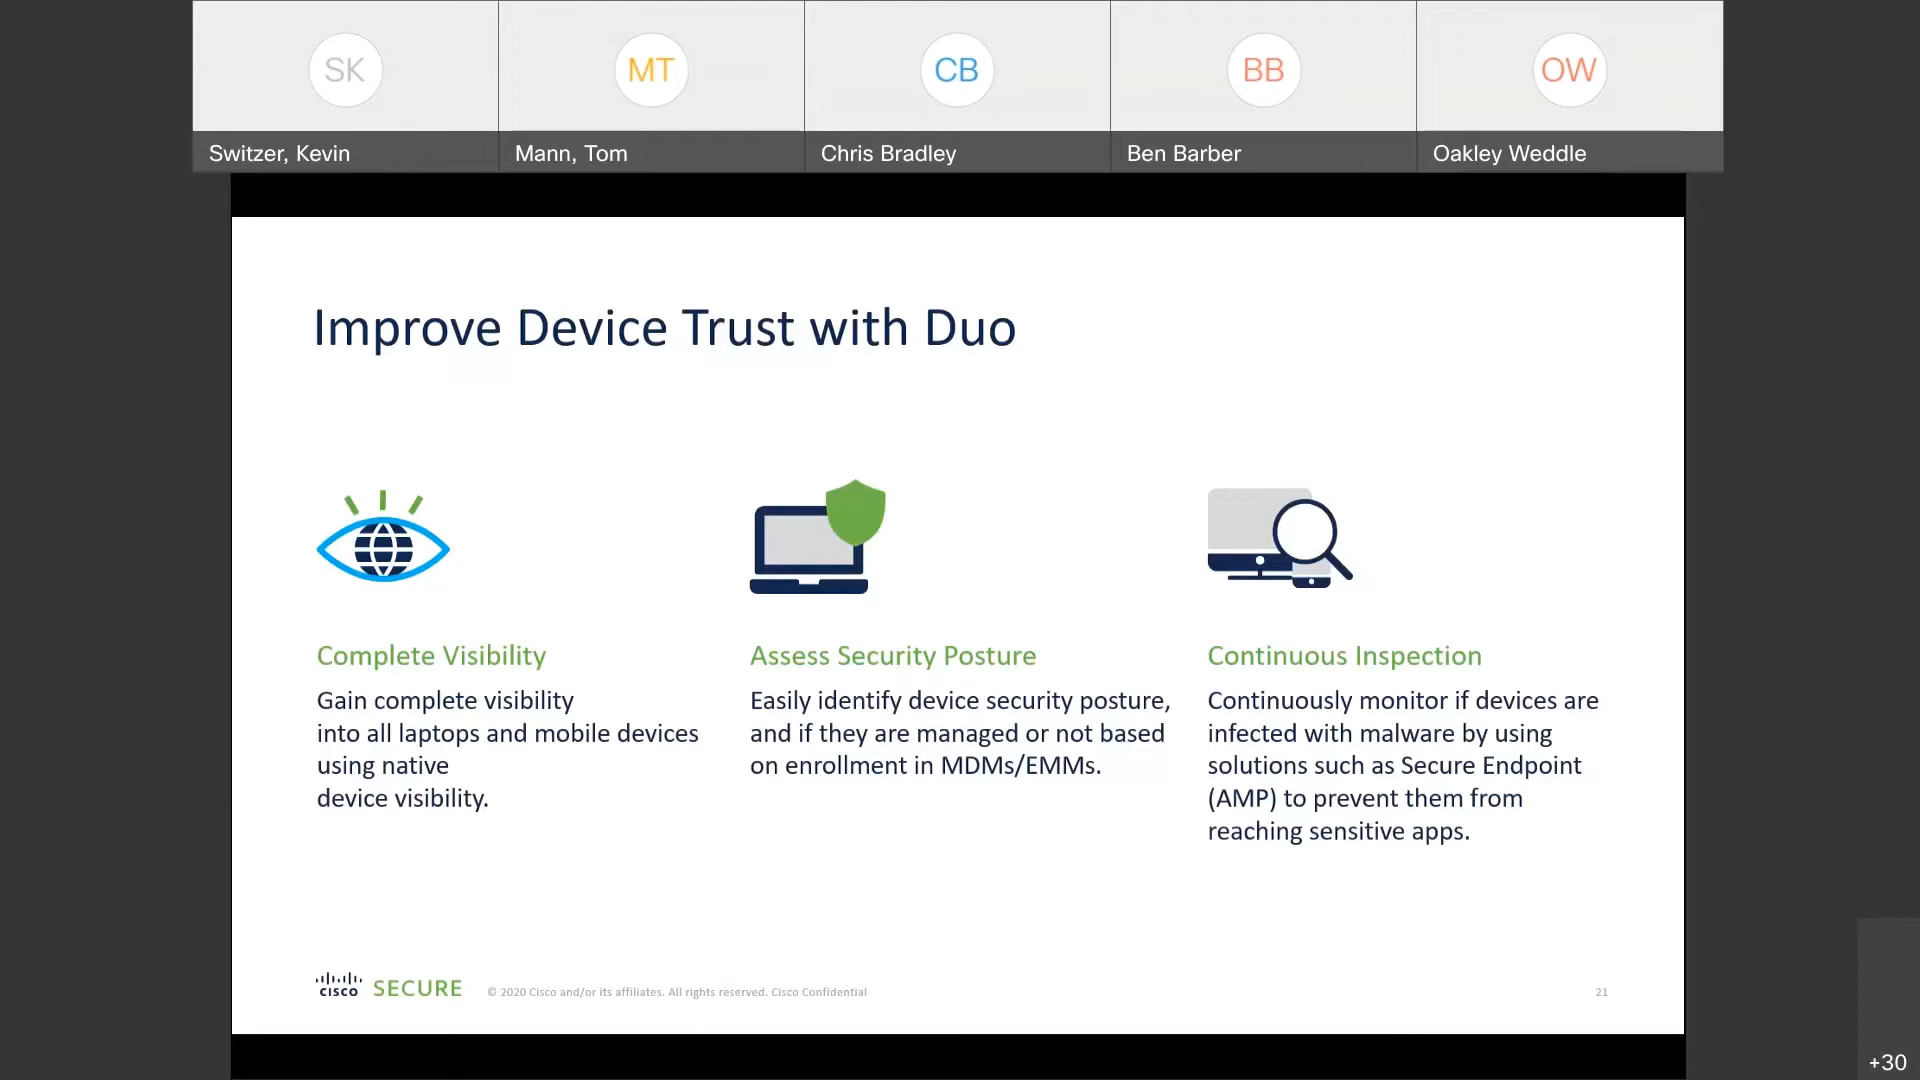 SK
MT
CB
BB
OW
Switzer, Kevin
Mann, Tom
Chris Bradley
Ben Barber
Oakley Weddle
Improve Device Trust with Duo
Complete Visibility
Gain complete visibility
into all laptops and mobile devices
using native
device visibility.
Assess Security Posture
Easily identify device security posture,
and if they are managed or not based
on enrollment in MDMs/EMMs.
Continuous Inspection
Continuously monitor if devices are
infected with malware by using
solutions such as Secure Endpoint
(AMP) to prevent them from
reaching sensitive apps.
CISCO SECURE
© 2020 Cisco and/or its affiliates. All rights reserved. Cisco Confidential
21
+30